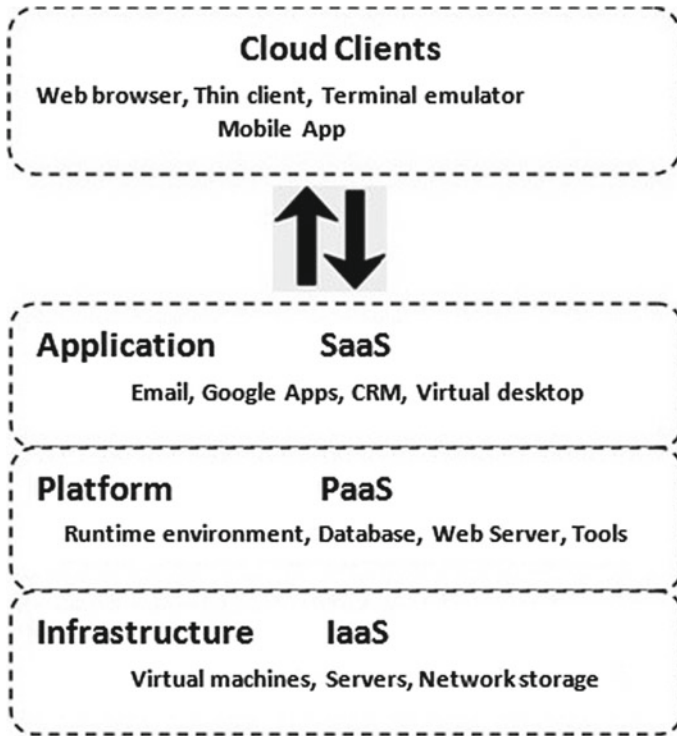 Cloud Clients
Web browser, Thin client, Terminal emulator
Mobile App
Application SaaS
Email, Google Apps, CRM, Virtual desktop
Platform PaaS
Runtime environment, Database, Web Server, Tools
Infrastructure IaaS
Virtual machines, Servers, Network storage